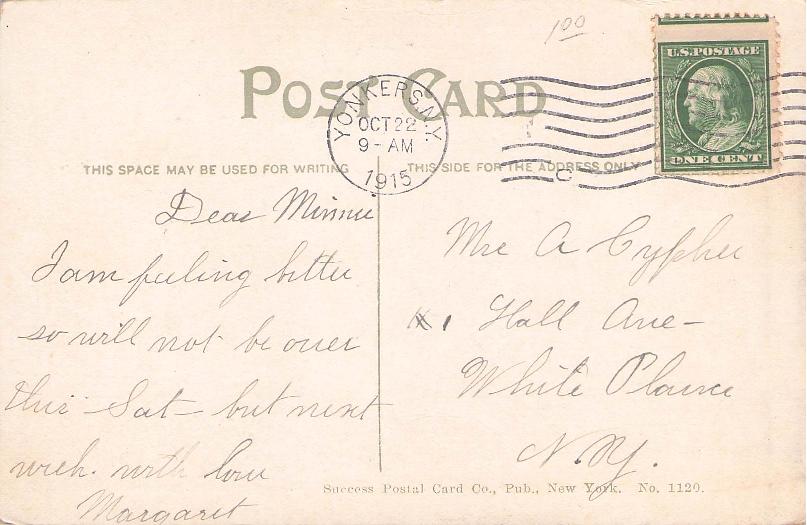 1.00
U.S. POSTAGE
ONE CENT
POST CARD
YONKERS, N.Y.
OCT 22
9 - AM
1915
THIS SPACE MAY BE USED FOR WRITING
THIS SIDE FOR THE ADDRESS ONLY
Dear Minnie
I am feeling better
so will not be over
this - Sat - but next
week. with love
Margaret
Mrs A Cypher
1 Hall Ave -
White Plains
N.Y.
Success Postal Card Co., Pub., New York. No. 1120.